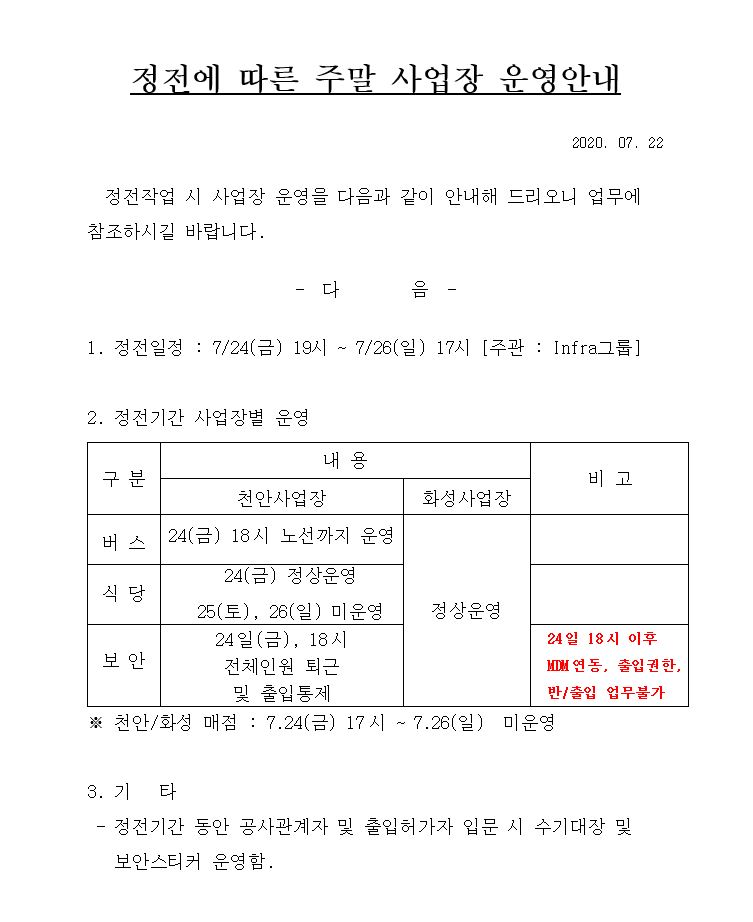 정전에 따른 주말 사업장 운영안내
2020. 07. 22
정전작업 시 사업장 운영을 다음과 같이 안내해 드리오니 업무에
참조하시길 바랍니다.
- 다 음 -
1. 정전일정 : 7/24(금) 19시 ~ 7/26(일) 17시 [주관 : Infra그룹]
2. 정전기간 사업장별 운영
구 분
내 용
비 고
천안사업장
화성사업장
버 스
24(금) 18시 노선까지 운영
정상운영
식 당
24(금) 정상운영
25(토), 26(일) 미운영
보 안
24일(금), 18시
전체인원 퇴근
및 출입통제
24일 18시 이후
MDM연동, 출입권한,
반/출입 업무불가
※ 천안/화성 매점 : 7.24(금) 17시 ~ 7.26(일) 미운영
3. 기 타
- 정전기간 동안 공사관계자 및 출입허가자 입문 시 수기대장 및
보안스티커 운영함.